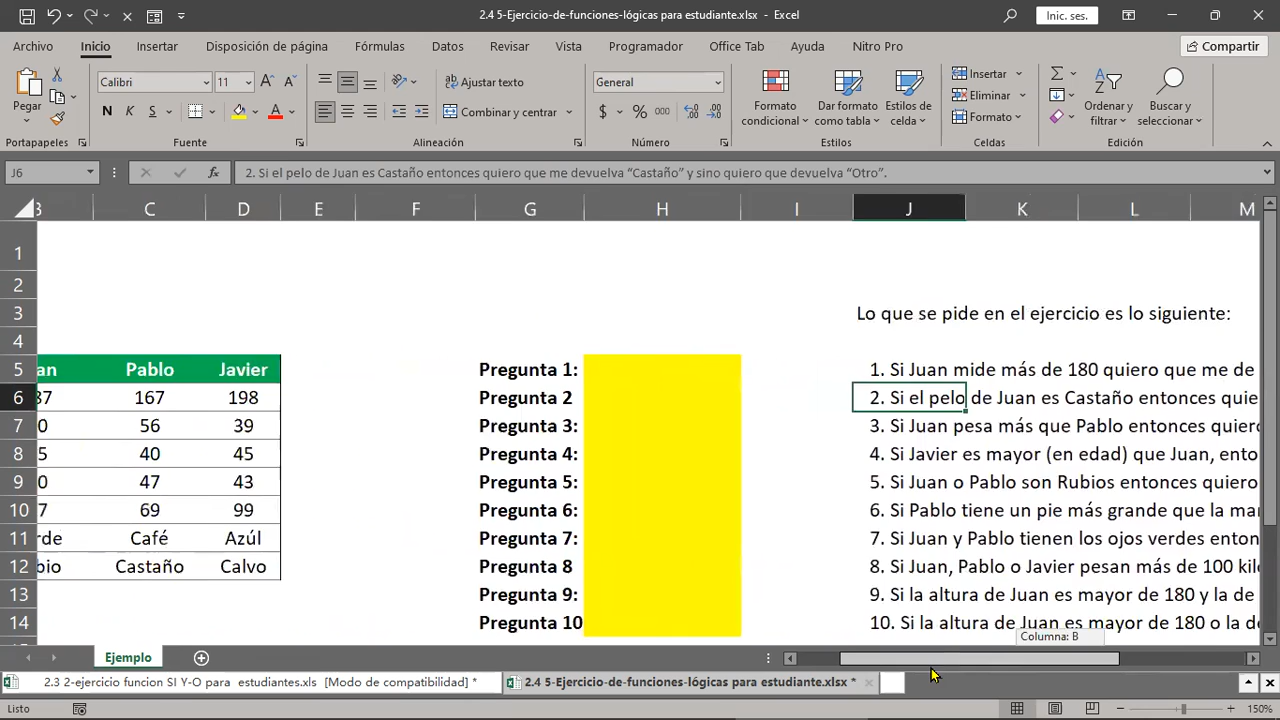 2.4 5-Ejercicio-de-funciones-lógicas para estudiante.xlsx - Excel
Inic. ses.
Archivo Inicio Insertar Disposición de página Fórmulas Datos Revisar Vista Programador Office Tab Ayuda Nitro Pro Compartir
Pegar
Calibri 11
N K S
Ajustar texto
Combinar y centrar
General
$ % 000
Formato condicional
Dar formato como tabla
Estilos de celda
Insertar
Eliminar
Formato
Ordenar y filtrar
Buscar y seleccionar
Portapapeles Fuente Alineación Número Estilos Celdas Edición
J6 fx 2. Si el pelo de Juan es Castaño entonces quiero que me devuelva “Castaño” y sino quiero que devuelva “Otro”.
B C D E F G H I J K L M
1
2
3 Lo que se pide en el ejercicio es lo siguiente:
4
5 an Pablo Javier Pregunta 1: 1. Si Juan mide más de 180 quiero que me de
6 37 167 198 Pregunta 2 2. Si el pelo de Juan es Castaño entonces quie
7 0 56 39 Pregunta 3: 3. Si Juan pesa más que Pablo entonces quiero
8 5 40 45 Pregunta 4: 4. Si Javier es mayor (en edad) que Juan, ento
9 0 47 43 Pregunta 5: 5. Si Juan o Pablo son Rubios entonces quiero
10 7 69 99 Pregunta 6: 6. Si Pablo tiene un pie más grande que la mar
11 rde Café Azúl Pregunta 7: 7. Si Juan y Pablo tienen los ojos verdes enton
12 bio Castaño Calvo Pregunta 8 8. Si Juan, Pablo o Javier pesan más de 100 kil
13 Pregunta 9: 9. Si la altura de Juan es mayor de 180 y la de
14 Pregunta 10 10. Si la altura de Juan es mayor de 180 o la de
Columna: B
Ejemplo
2.3 2-ejercicio funcion SI Y-O para estudiantes.xls [Modo de compatibilidad] *
2.4 5-Ejercicio-de-funciones-lógicas para estudiante.xlsx *
Listo 150%